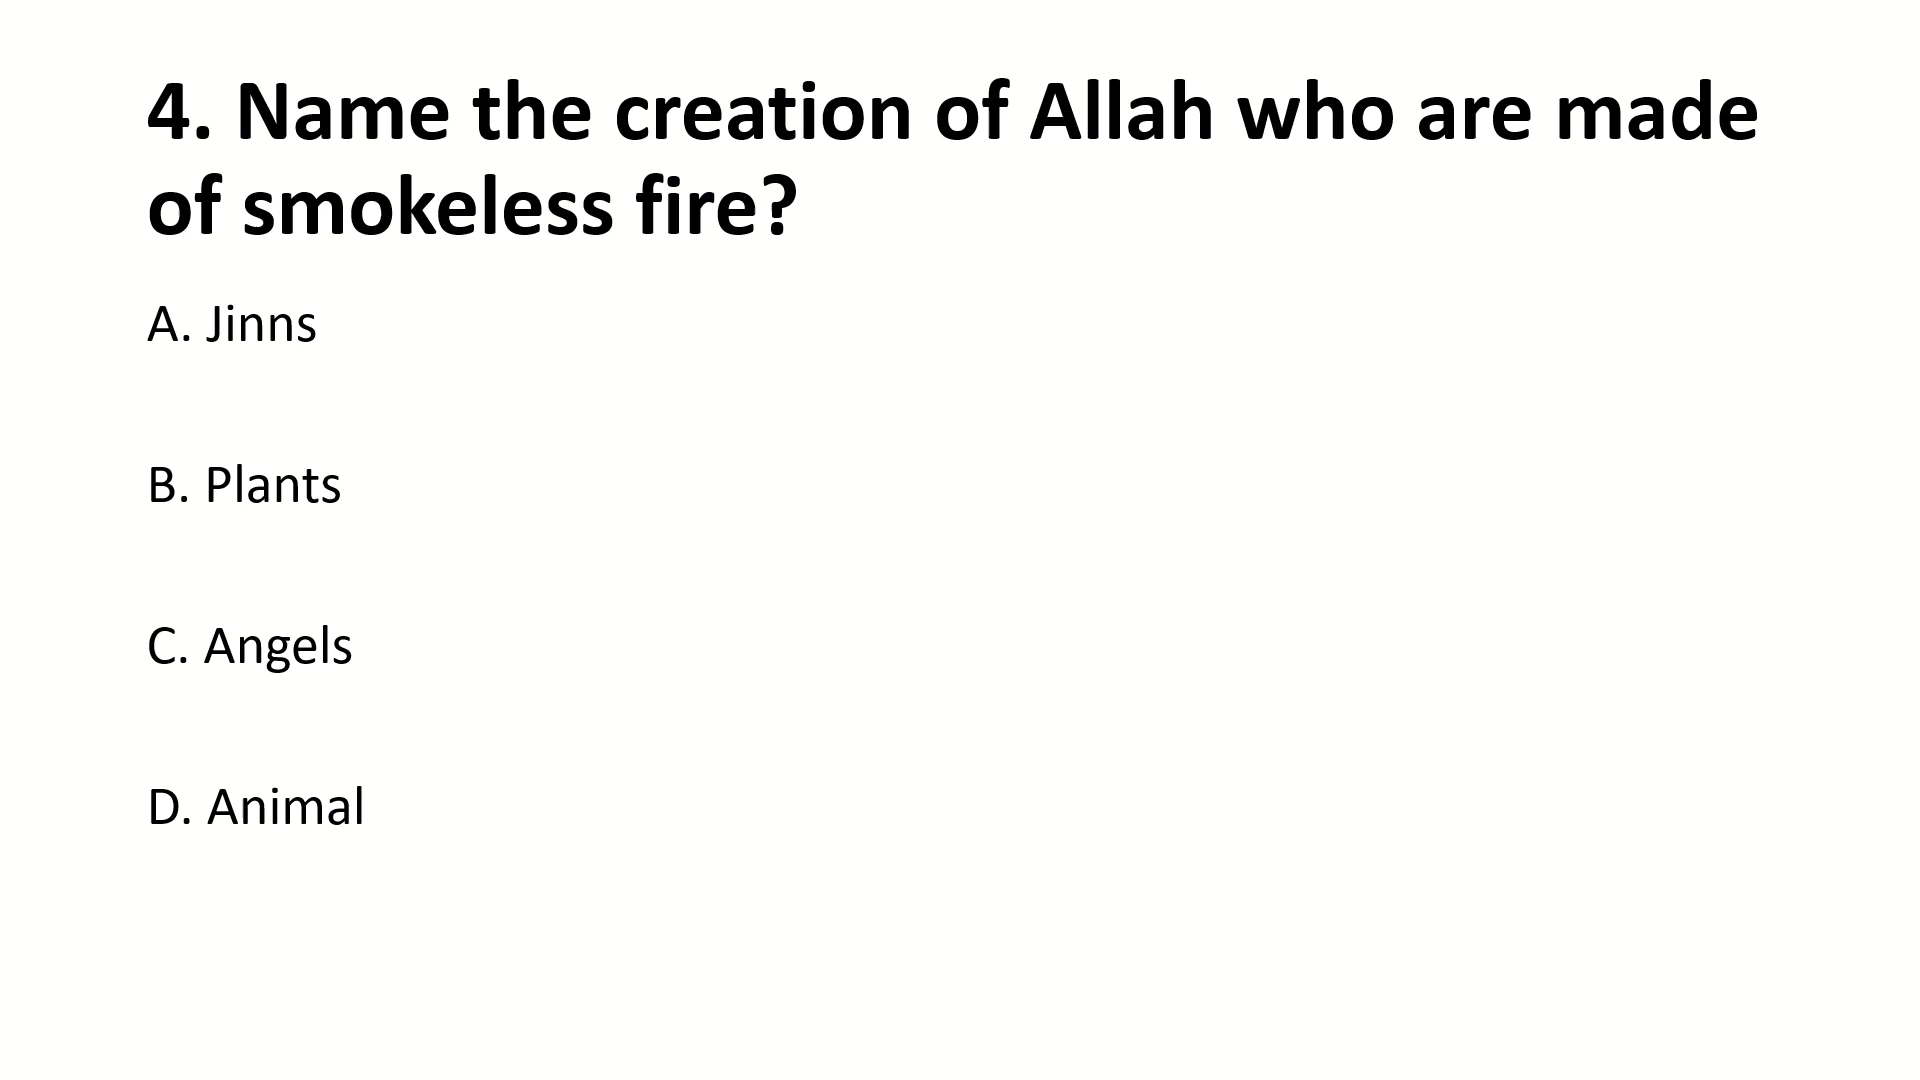 4. Name the creation of Allah who are made
of smokeless fire?
A. Jinns
B. Plants
C. Angels
D. Animal